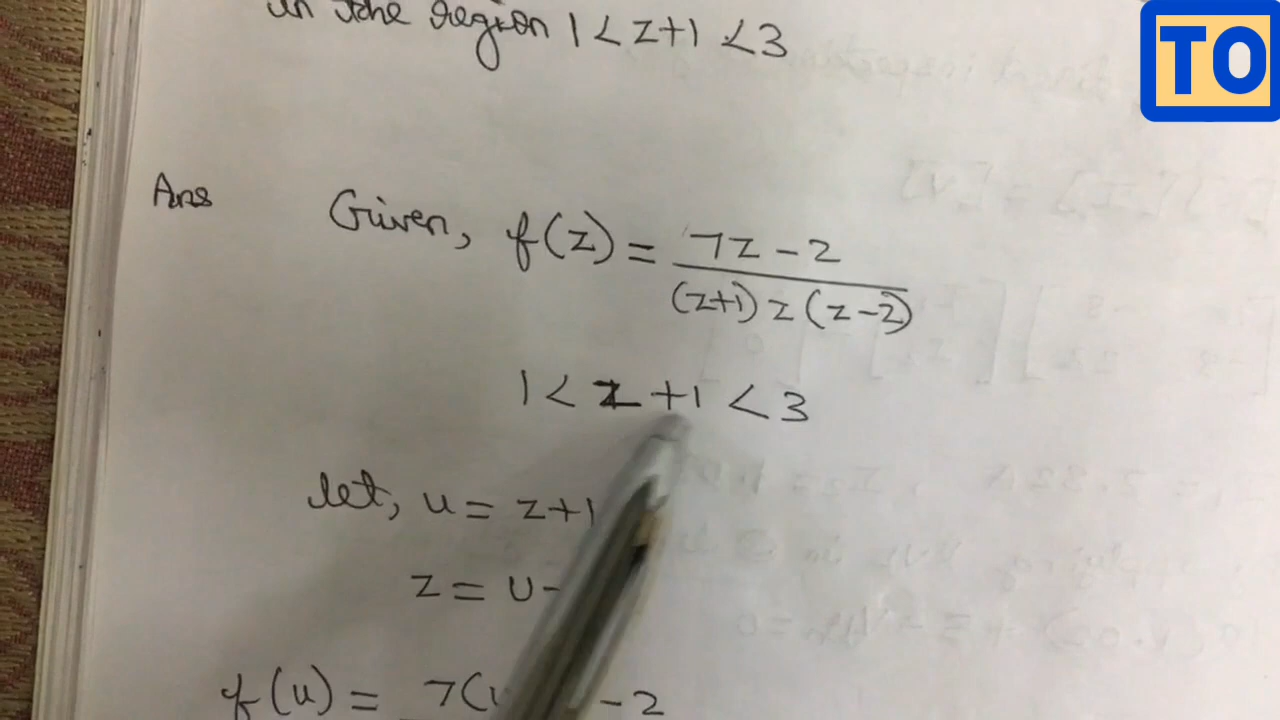 in the region 1 < z+1 < 3
TO
Ans Given, f(z) = 7z - 2
(z+1) z (z-2)
1 < z + 1 < 3
let, u = z+1
z = u-
f(u) = 7(u -2